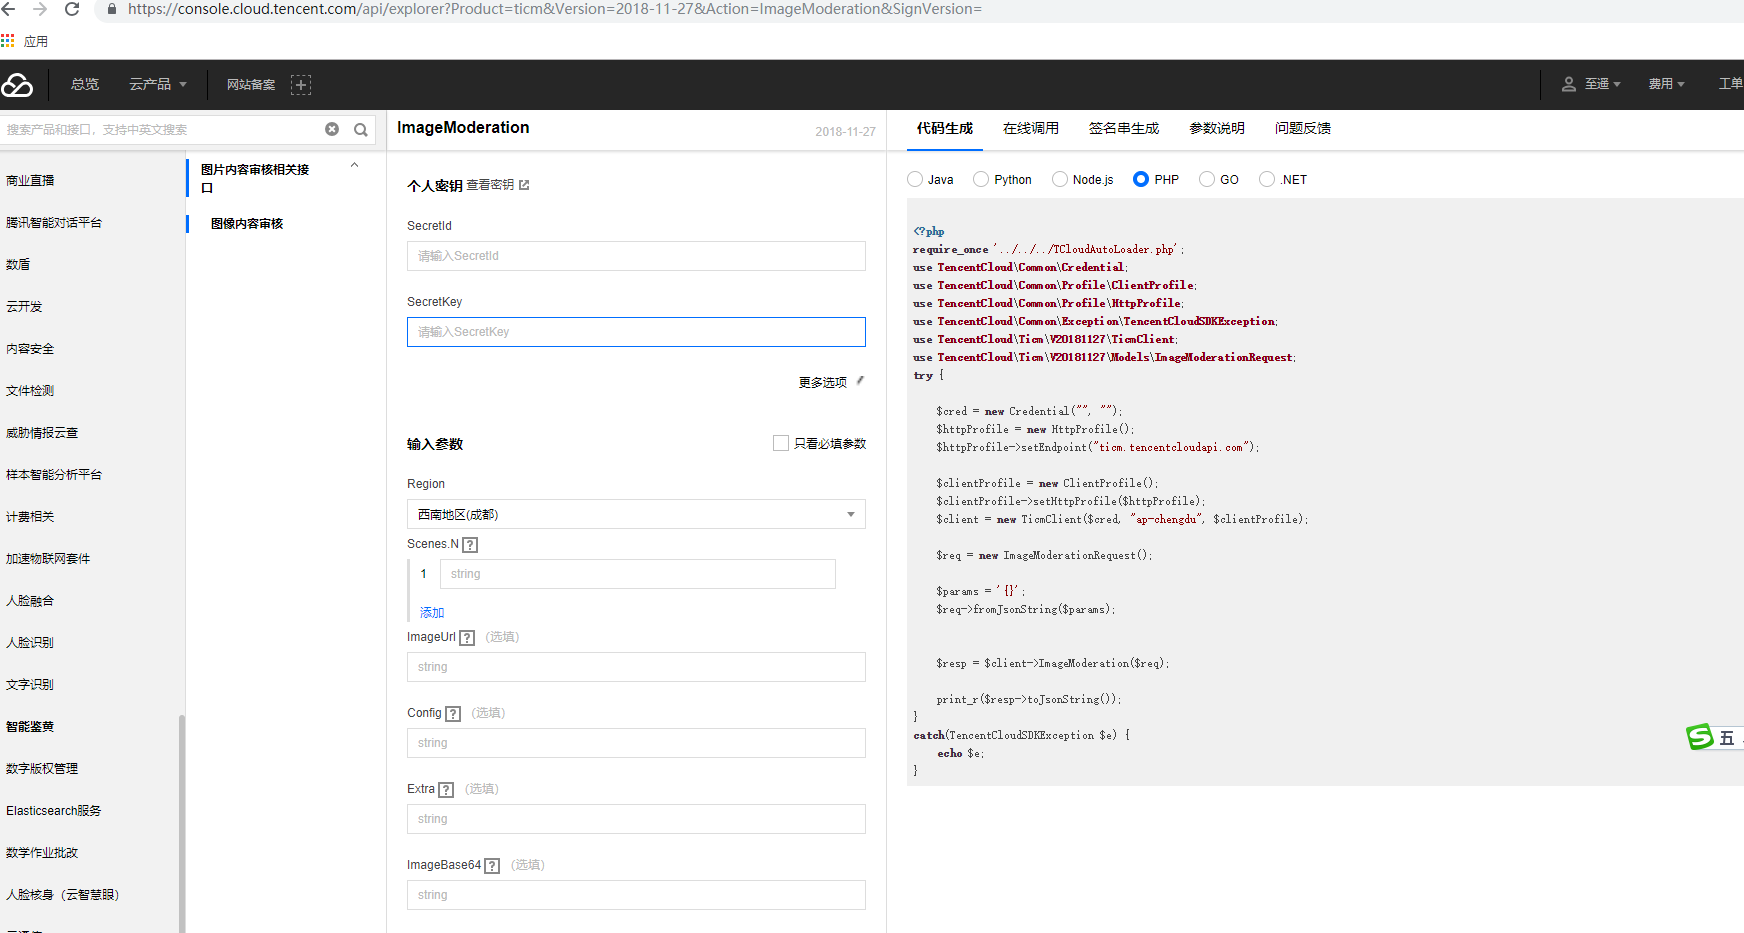 https://console.cloud.tencent.com/api/explorer?Product=ticm&Version=2018-11-27&Action=ImageModeration&SignVersion=
应用
总览
云产品
网站备案
至遥
费用
工单
搜索产品和接口，支持中英文搜索
商业直播
腾讯智能对话平台
数盾
云开发
内容安全
文件检测
威胁情报云查
样本智能分析平台
计费相关
加速物联网套件
人脸融合
人脸识别
文字识别
智能鉴黄
数字版权管理
Elasticsearch服务
数学作业批改
人脸核身（云智慧眼）
图片内容审核相关接
口
图像内容审核
ImageModeration
2018-11-27
个人密钥 查看密钥
SecretId
请输入SecretId
SecretKey
请输入SecretKey
更多选项
输入参数
只看必填参数
Region
西南地区(成都)
Scenes.N ?
1
string
添加
ImageUrl ? (选填)
string
Config ? (选填)
string
Extra ? (选填)
string
ImageBase64 ? (选填)
string
代码生成
在线调用
签名串生成
参数说明
问题反馈
Java
Python
Node.js
PHP
GO
.NET
<?php
require_once '../../../TCloudAutoLoader.php';
use TencentCloud\Common\Credential;
use TencentCloud\Common\Profile\ClientProfile;
use TencentCloud\Common\Profile\HttpProfile;
use TencentCloud\Common\Exception\TencentCloudSDKException;
use TencentCloud\Ticm\V20181127\TicmClient;
use TencentCloud\Ticm\V20181127\Models\ImageModerationRequest;
try {
$cred = new Credential("", "");
$httpProfile = new HttpProfile();
$httpProfile->setEndpoint("ticm.tencentcloudapi.com");
$clientProfile = new ClientProfile();
$clientProfile->setHttpProfile($httpProfile);
$client = new TicmClient($cred, "ap-chengdu", $clientProfile);
$req = new ImageModerationRequest();
$params = '{}';
$req->fromJsonString($params);
$resp = $client->ImageModeration($req);
print_r($resp->toJsonString());
}
catch(TencentCloudSDKException $e) {
echo $e;
}
五